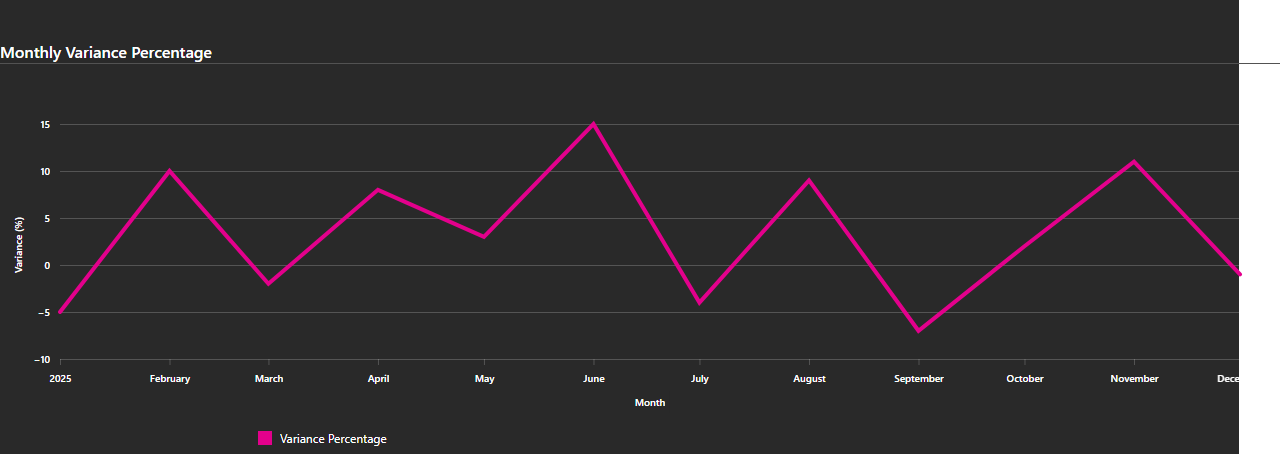 Monthly Variance Percentage
15
10
5
0
−5
−10
Variance (%)
2025 February March April May June July August September October November Dece
Month
Variance Percentage